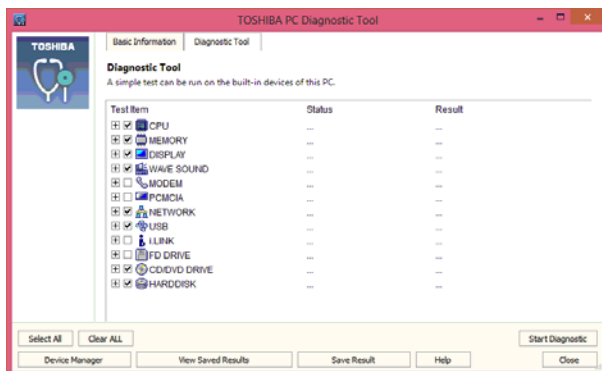 TOSHIBA PC Diagnostic Tool
TOSHIBA
Basic Information Diagnostic Tool
Diagnostic Tool
A simple test can be run on the built-in devices of this PC.
Test Item Status Result
CPU ... ...
MEMORY ... ...
DISPLAY ... ...
WAVE SOUND ... ...
MODEM ... ...
PCMCIA ... ...
NETWORK ... ...
USB ... ...
i.LINK ... ...
FD DRIVE ... ...
CD/DVD DRIVE ... ...
HARDDISK ... ...
Select All Clear ALL Start Diagnostic
Device Manager View Saved Results Save Result Help Close